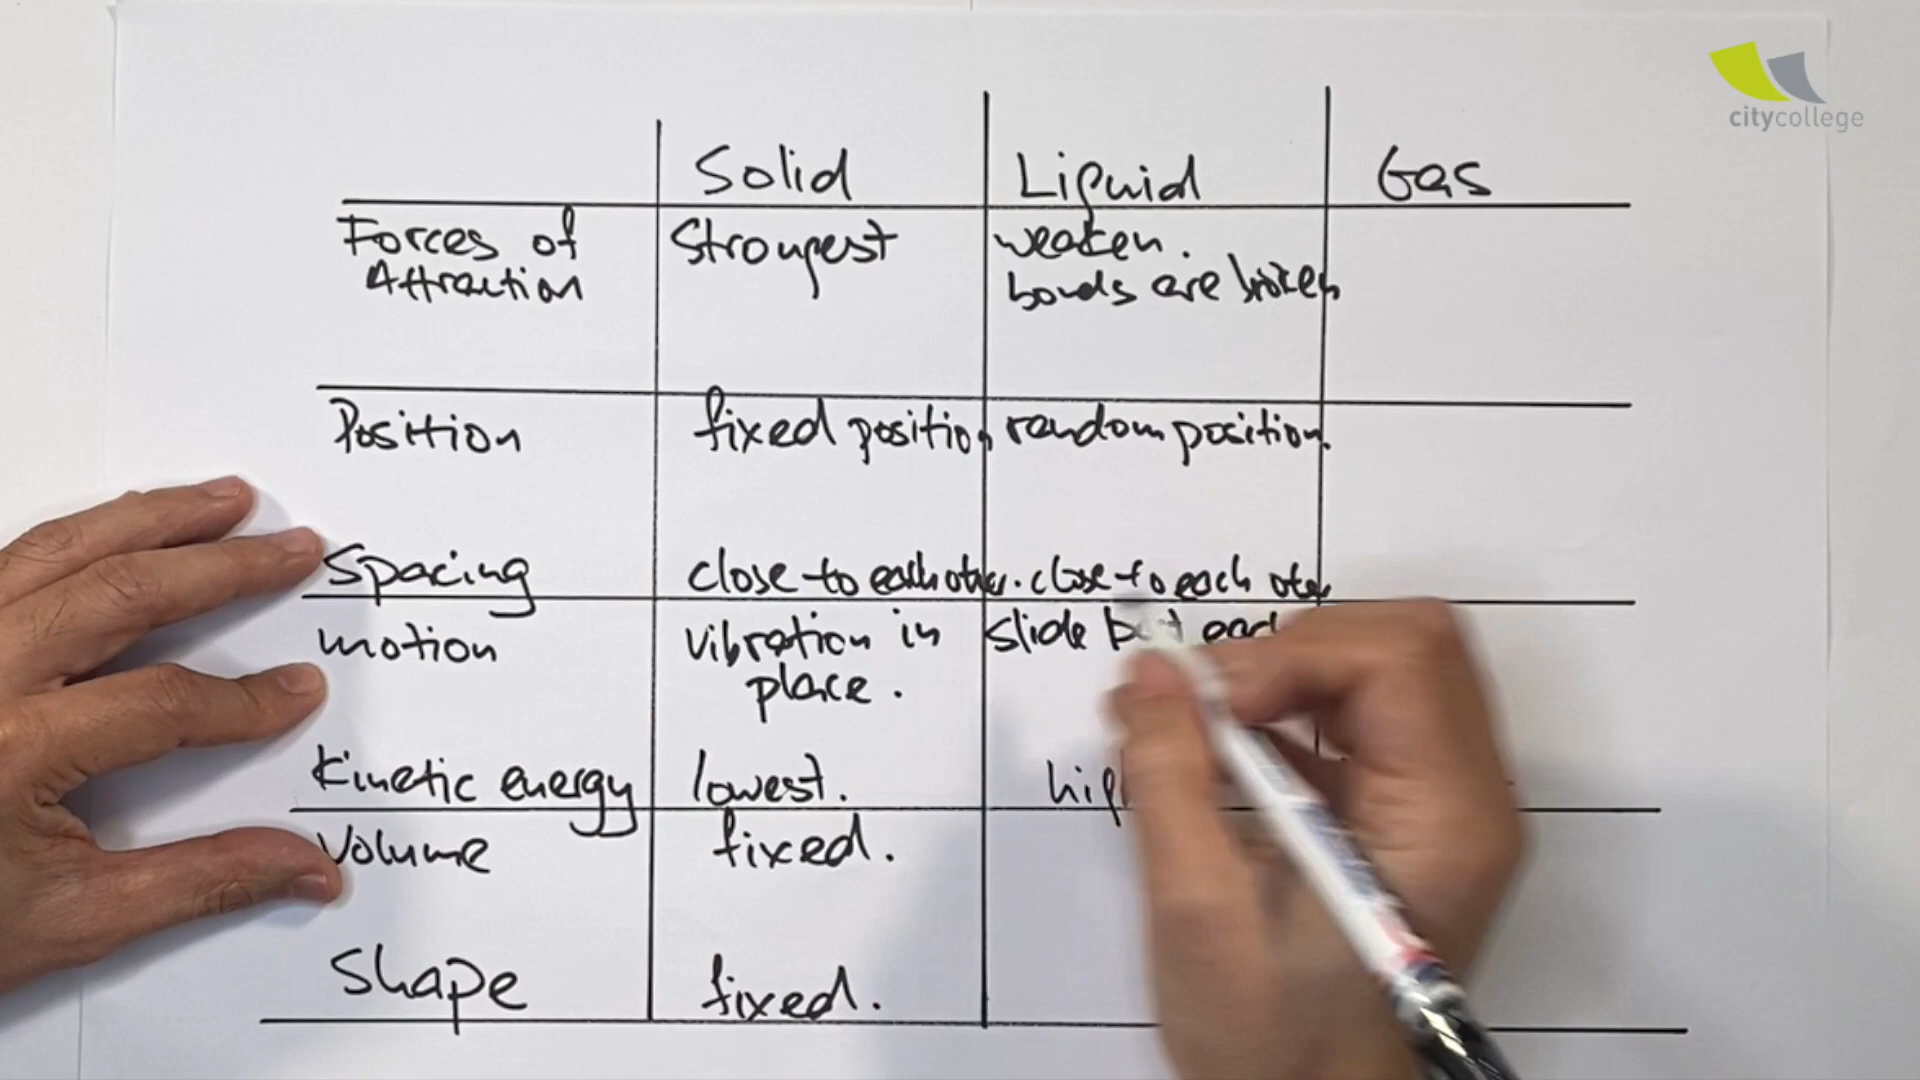 citycollege
Solid Liquid Gas
Forces of Strongest weaken.
Attraction bonds are broken
Position fixed position random position.
Spacing close to each other. close to each oter
motion vibration in slide
place.
Kinetic energy lowest.
Volume fixed.
Shape fixed.